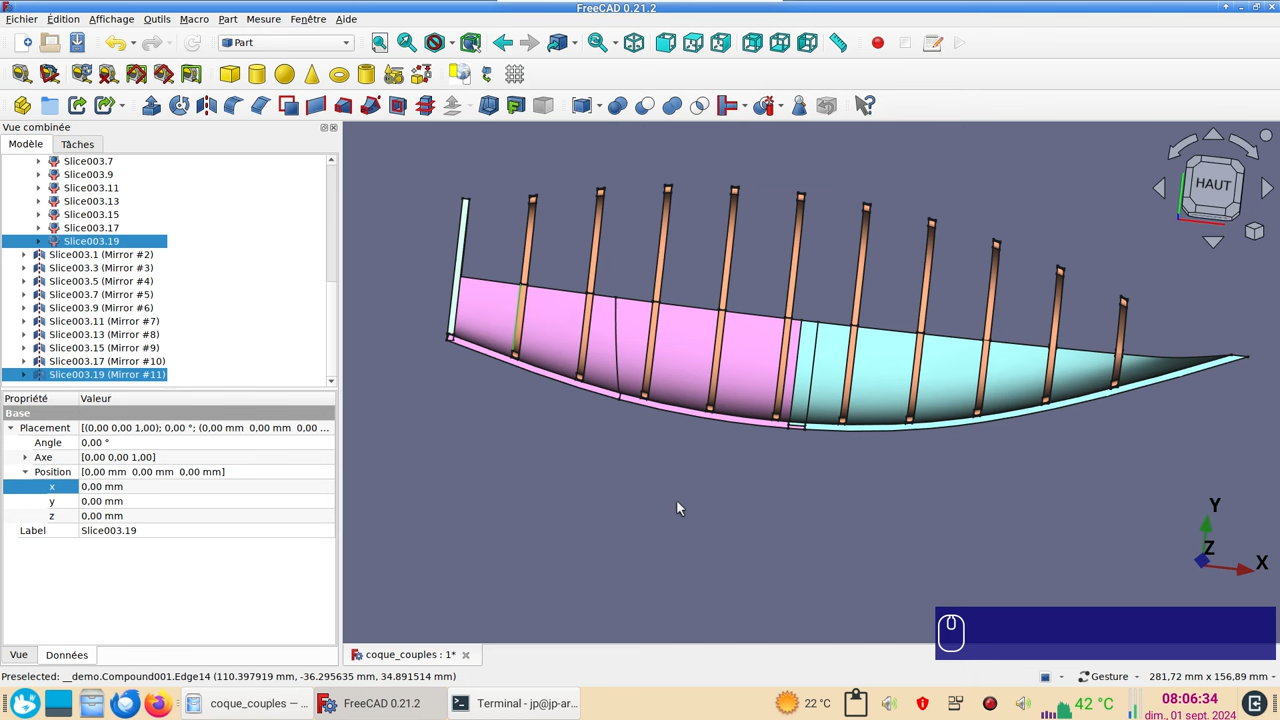 FreeCAD 0.21.2
Fichier Édition Affichage Outils Macro Part Mesure Fenêtre Aide
Part
Vue combinée
Modèle Tâches
Slice003.7
Slice003.9
Slice003.11
Slice003.13
Slice003.15
Slice003.17
Slice003.19
Slice003.1 (Mirror #2)
Slice003.3 (Mirror #3)
Slice003.5 (Mirror #4)
Slice003.7 (Mirror #5)
Slice003.9 (Mirror #6)
Slice003.11 (Mirror #7)
Slice003.13 (Mirror #8)
Slice003.15 (Mirror #9)
Slice003.17 (Mirror #10)
Slice003.19 (Mirror #11)
Propriété Valeur
Base
Placement [(0,00 0,00 1,00); 0,00 °; (0,00 mm 0,00 mm 0,00 ...
Angle 0,00 °
Axe [0,00 0,00 1,00]
Position [0,00 mm 0,00 mm 0,00 mm]
x 0,00 mm
y 0,00 mm
z 0,00 mm
Label Slice003.19
HAUT
Y
Z
X
Vue Données
coque_couples : 1*
Preselected: __demo.Compound001.Edge14 (110.397919 mm, -36.295635 mm, 34.891514 mm)
Gesture
281,72 mm x 156,89 mm
coque_couples — ...
FreeCAD 0.21.2
Terminal - jp@jp-ar...
22 °C
42 °C
08:06:34
dim., 01 sept. 2024